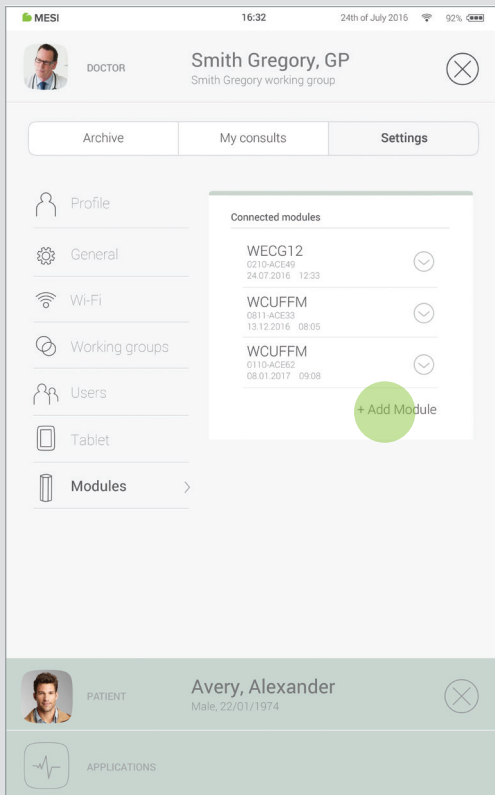 MESI 16:32 24th of July 2016 92%
DOCTOR
Smith Gregory, GP
Smith Gregory working group
Archive My consults Settings
Profile
General
Wi-Fi
Working groups
Users
Tablet
Modules
Connected modules
WECG12
0210-ACE49
24.07.2016 12:33
WCUFFM
0811-ACE33
13.12.2016 08:05
WCUFFM
0110-ACE62
08.01.2017 09:08
+ Add Module
PATIENT
Avery, Alexander
Male, 22/01/1974
APPLICATIONS